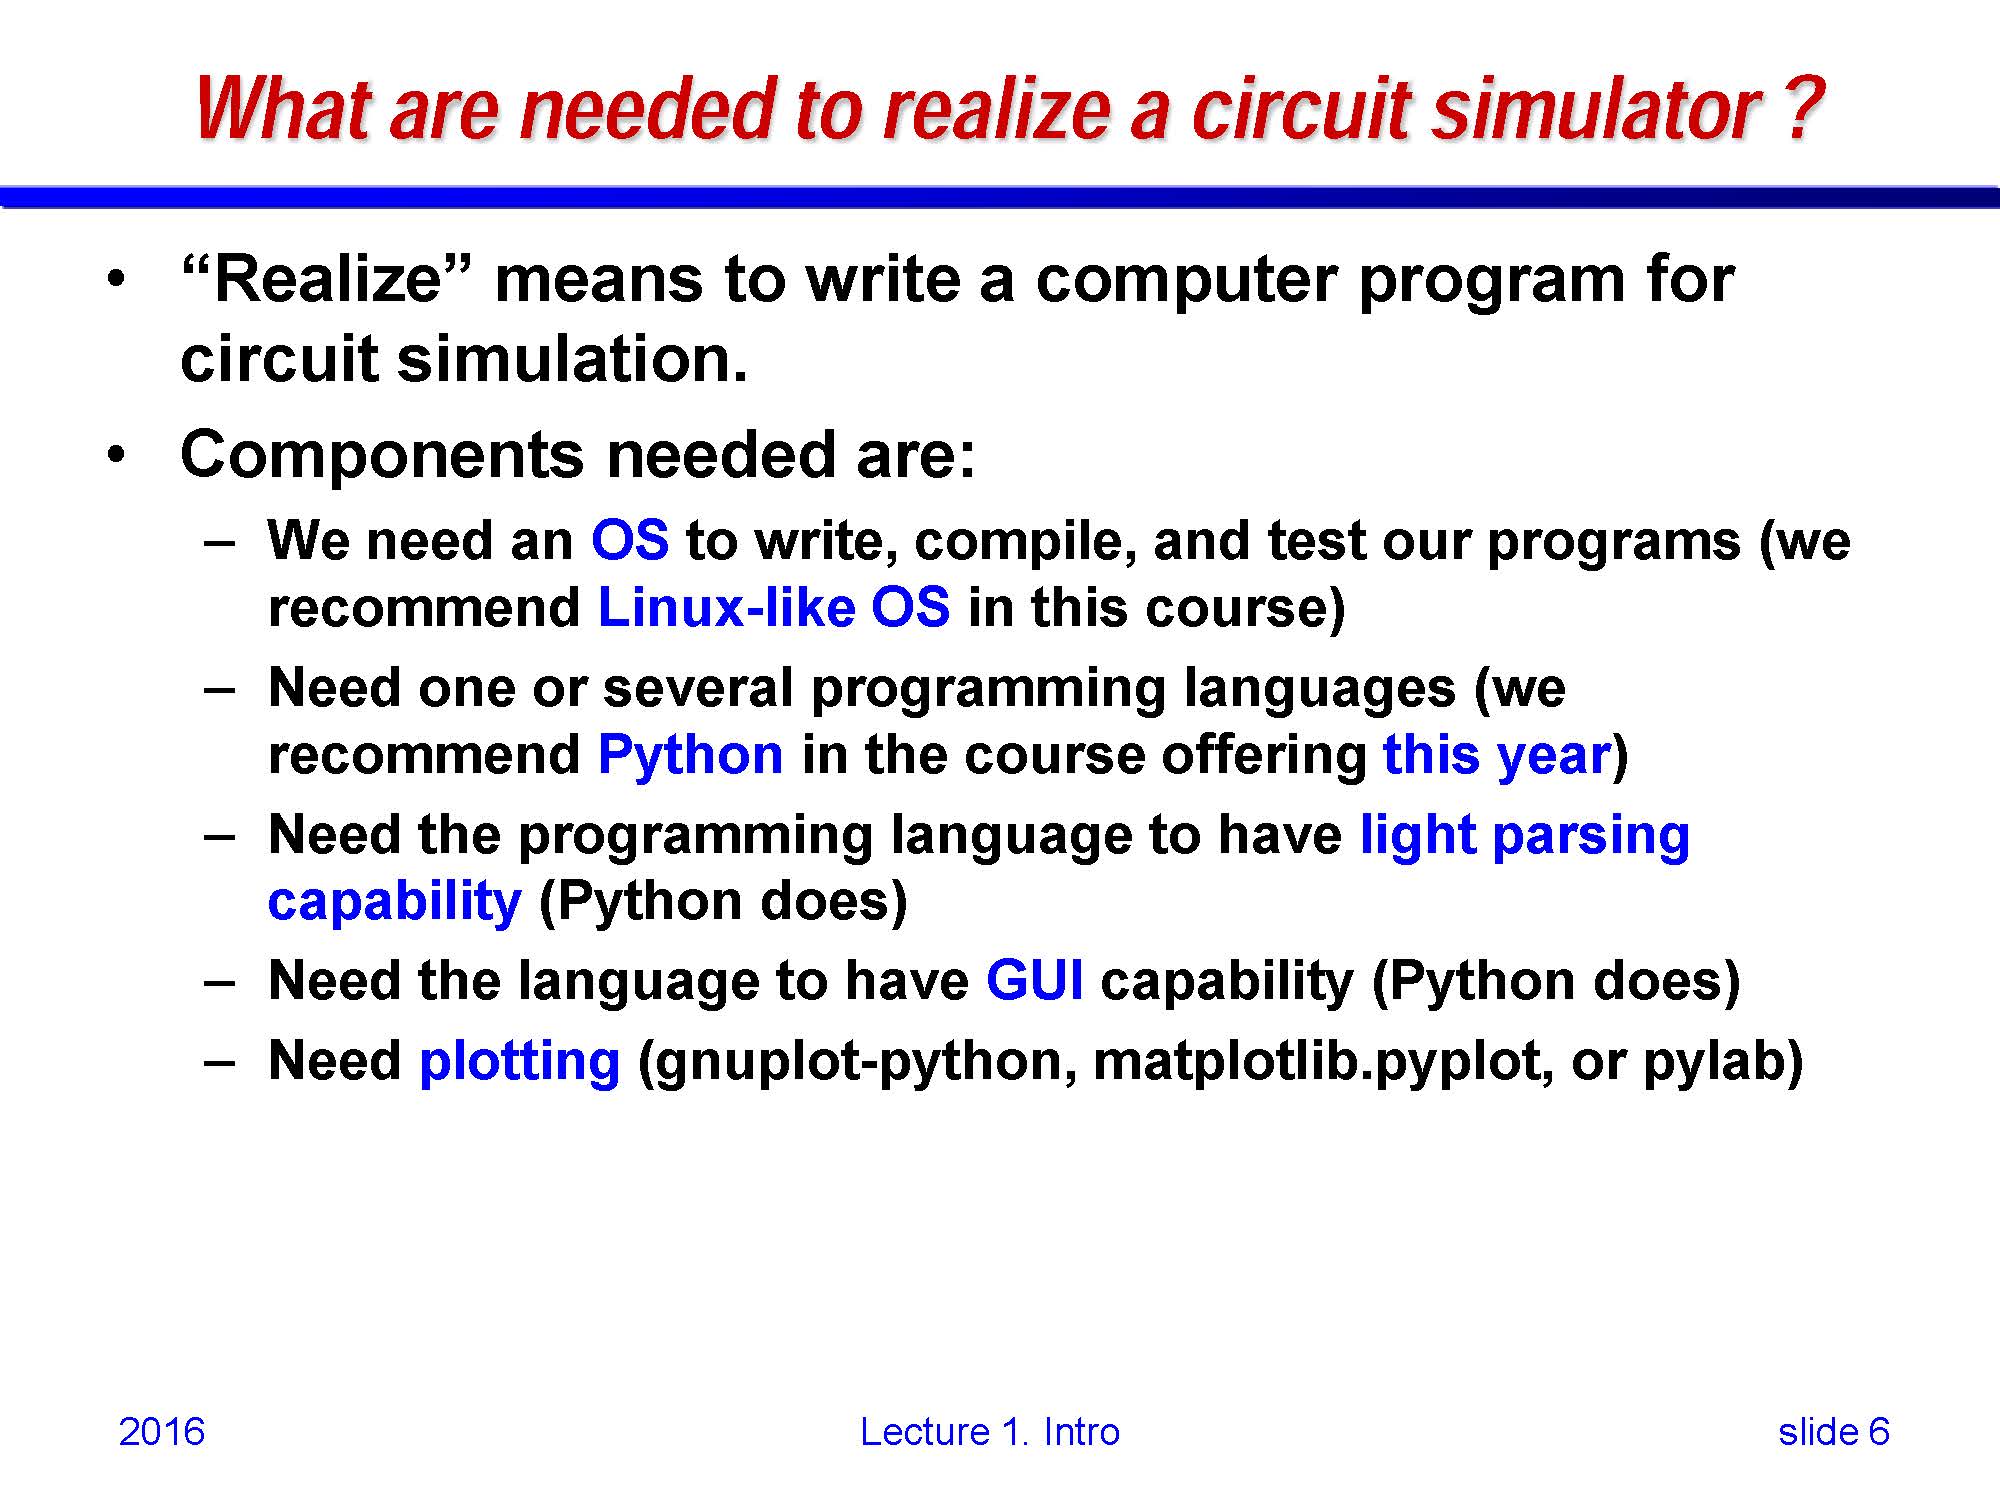 What are needed to realize a circuit simulator ?
• “Realize” means to write a computer program for
circuit simulation.
• Components needed are:
– We need an OS to write, compile, and test our programs (we
recommend Linux-like OS in this course)
– Need one or several programming languages (we
recommend Python in the course offering this year)
– Need the programming language to have light parsing
capability (Python does)
– Need the language to have GUI capability (Python does)
– Need plotting (gnuplot-python, matplotlib.pyplot, or pylab)
2016 Lecture 1. Intro slide 6